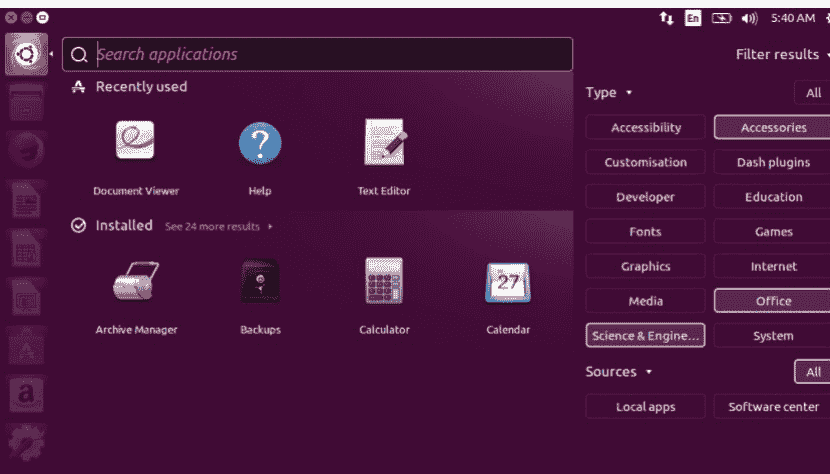 En 5:40 AM
Search applications
Filter results
Recently used
Type
All
Document Viewer Help Text Editor
Installed See 24 more results
Archive Manager Backups Calculator Calendar
27
Accessibility Accessories
Customisation Dash plugins
Developer Education
Fonts Games
Graphics Internet
Media Office
Science & Engine... System
Sources All
Local apps Software center
a